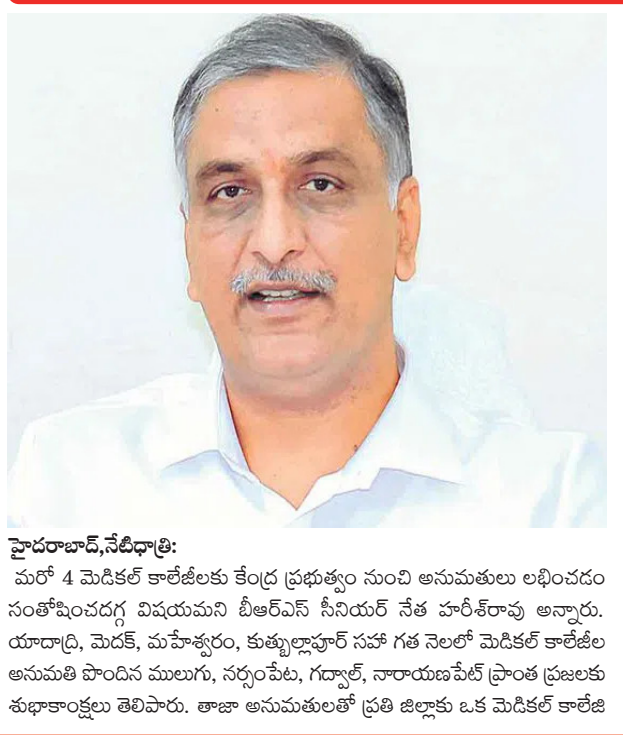 హైదరాబాద్,నేటిధాత్రి:
మరో 4 మెడికల్ కాలేజీలకు కేంద్ర ప్రభుత్వం నుంచి అనుమతులు లభించడం
సంతోషించదగ్గ విషయమని బీఆర్ఎస్ సీనియర్ నేత హరీశ్‌రావు అన్నారు.
యాదాద్రి, మెదక్, మహేశ్వరం, కుత్బుల్లాపూర్ సహా గత నెలలో మెడికల్ కాలేజీల
అనుమతి పొందిన ములుగు, నర్సంపేట, గద్వాల్, నారాయణపేట్ ప్రాంత ప్రజలకు
శుభాకాంక్షలు తెలిపారు. తాజా అనుమతులతో ప్రతి జిల్లాకు ఒక మెడికల్ కాలేజి